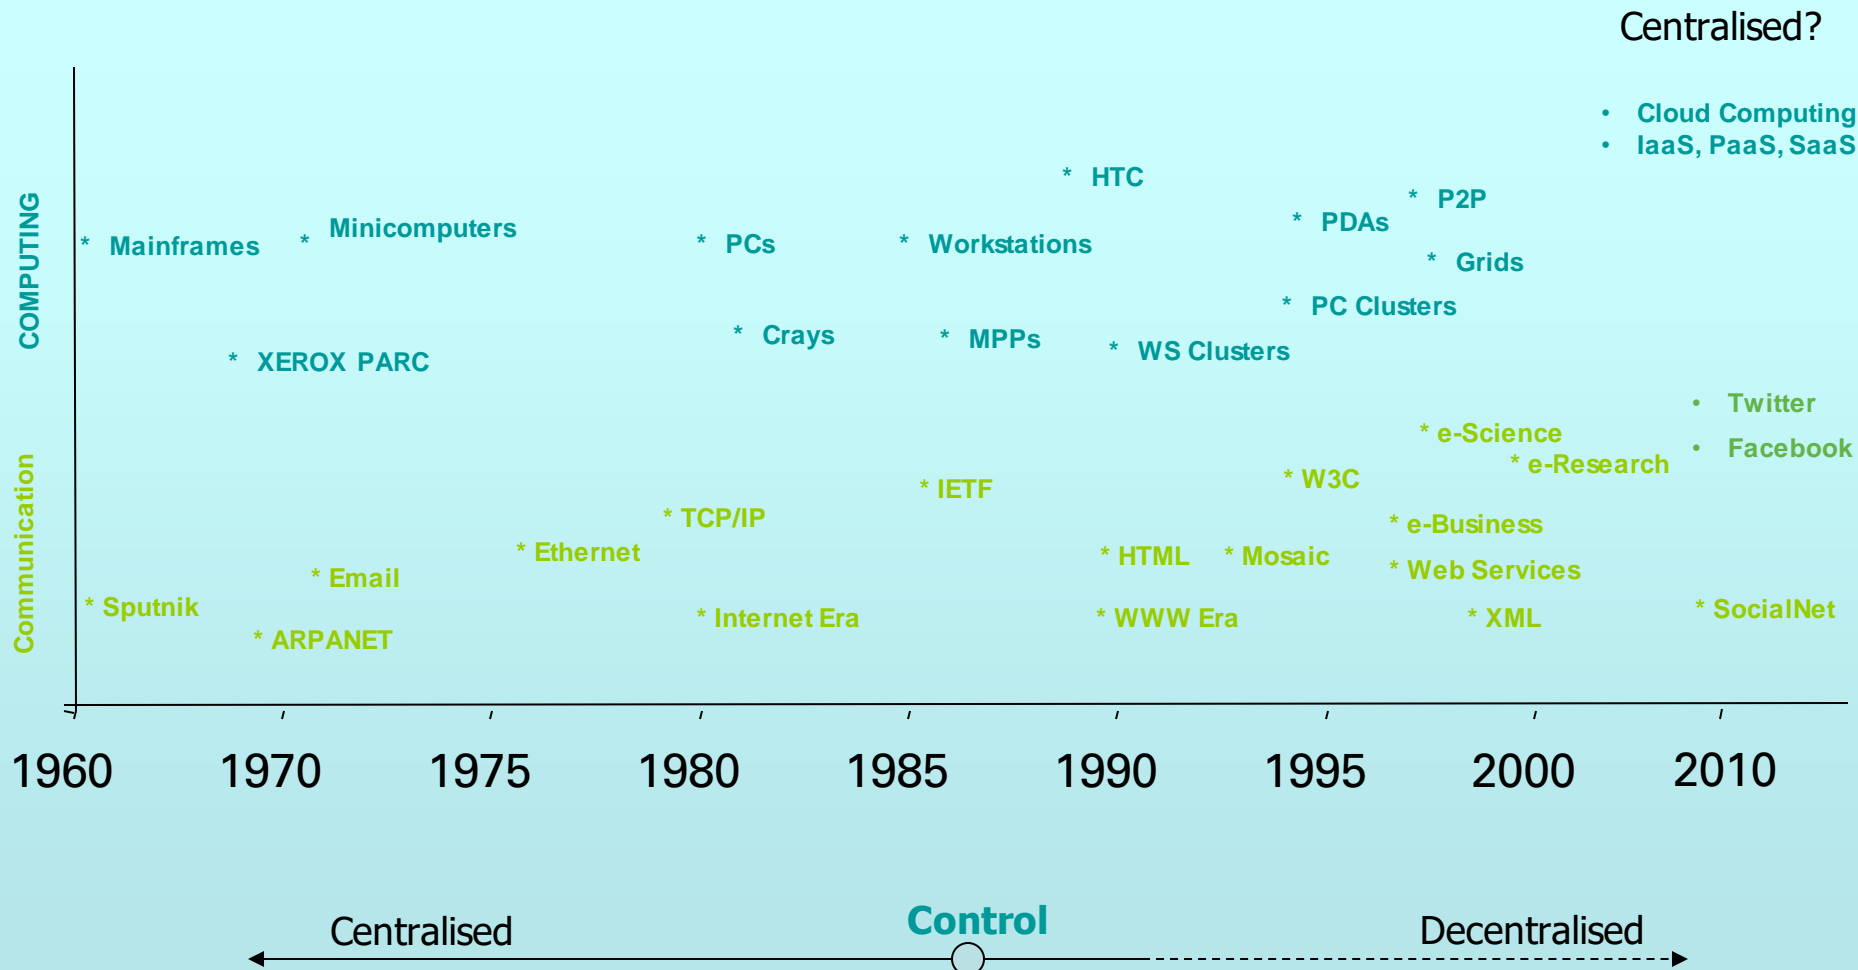 Centralised?
• Cloud Computing
• IaaS, PaaS, SaaS
COMPUTING
* HTC
* P2P
* PDAs
* Minicomputers
* Mainframes
* PCs
* Workstations
* Grids
* PC Clusters
* Crays
* MPPs
* WS Clusters
* XEROX PARC
• Twitter
• Facebook
Communication
* e-Science
* e-Research
* W3C
* IETF
* TCP/IP
* e-Business
* Ethernet
* HTML
* Mosaic
* Web Services
* Email
* Sputnik
* Internet Era
* WWW Era
* XML
* SocialNet
* ARPANET
1960 1970 1975 1980 1985 1990 1995 2000 2010
Control
Centralised
Decentralised